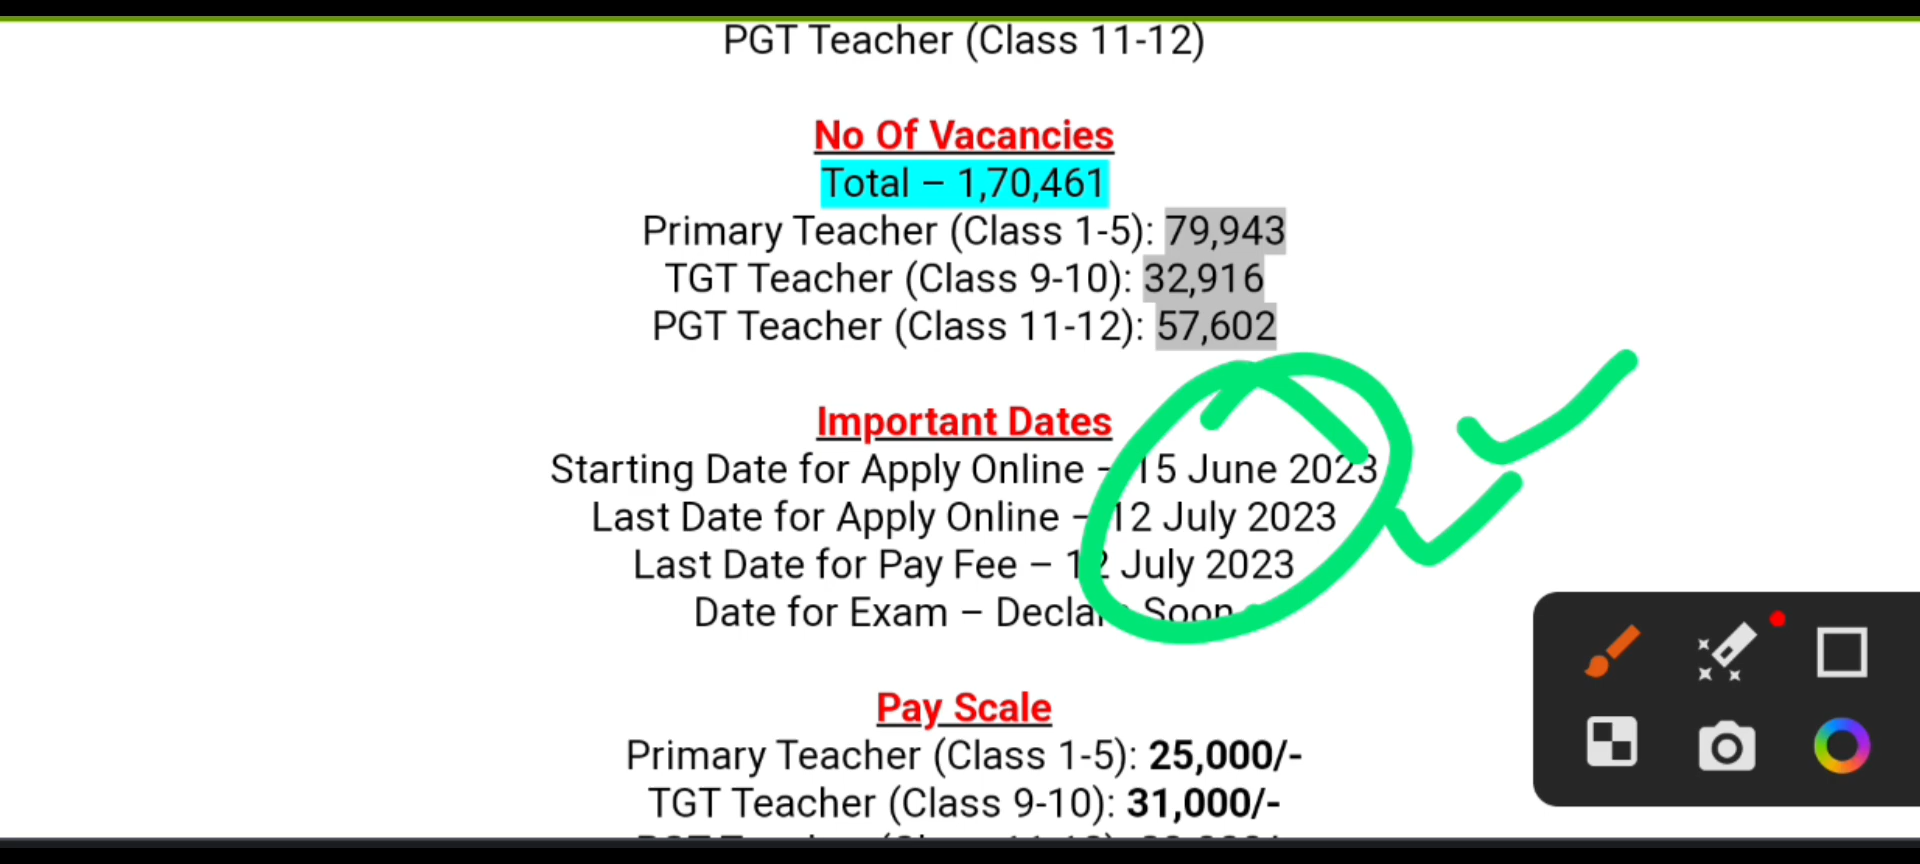 PGT Teacher (Class 11-12)
No Of Vacancies
Total – 1,70,461
Primary Teacher (Class 1-5): 79,943
TGT Teacher (Class 9-10): 32,916
PGT Teacher (Class 11-12): 57,602
Important Dates
Starting Date for Apply Online – 15 June 2023
Last Date for Apply Online – 12 July 2023
Last Date for Pay Fee – 12 July 2023
Date for Exam – Soon
Pay Scale
Primary Teacher (Class 1-5): 25,000/-
TGT Teacher (Class 9-10): 31,000/-